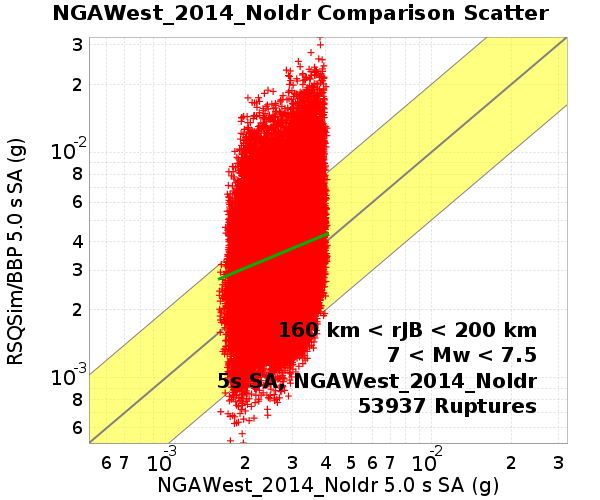 NGAWest_2014_NoIdr Comparison Scatter
3
2
10-2
8
6
4
3
2
10-3
8
6
RSQSim/BBP 5.0 s SA (g)
160 km < rJB < 200 km
7 < Mw < 7.5
5s SA, NGAWest_2014_NoIdr
53937 Ruptures
6 7 10-3 2 3 4 5 6 7 10-2 2 3
NGAWest_2014_NoIdr 5.0 s SA (g)